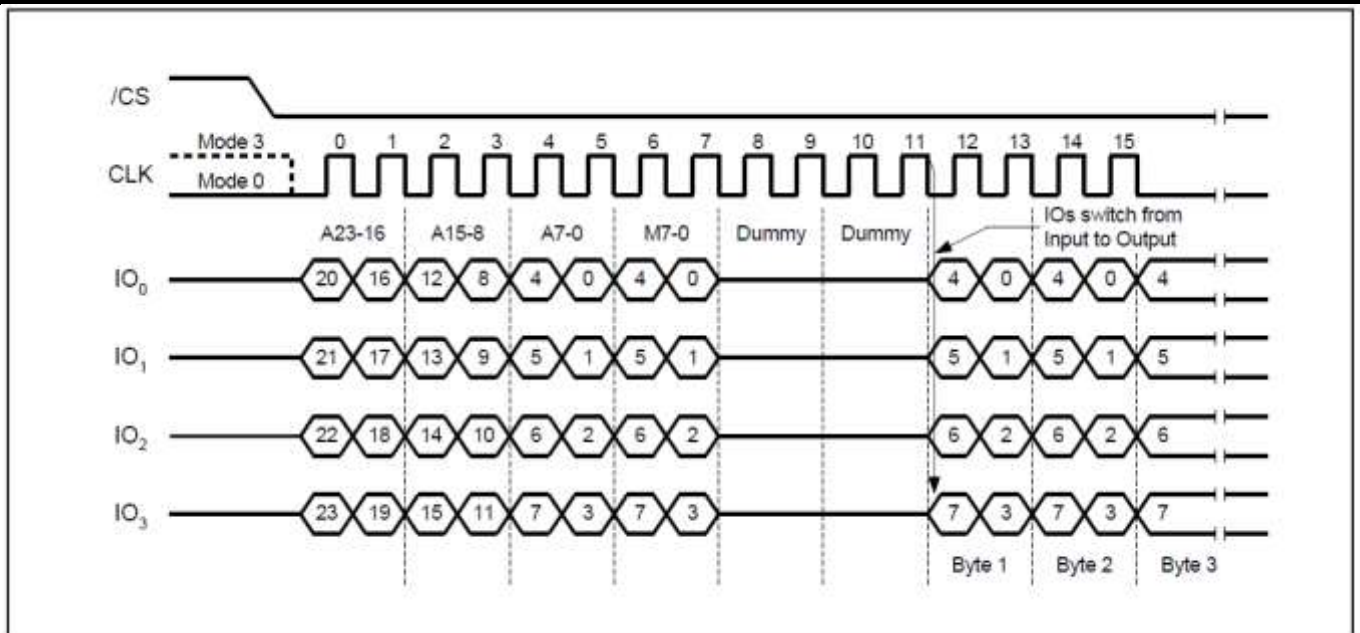 /CS
Mode 3 0 1 2 3 4 5 6 7 8 9 10 11 12 13 14 15
CLK
Mode 0
IOs switch from
Input to Output
A23-16 A15-8 A7-0 M7-0 Dummy Dummy
IO0 20 16 12 8 4 0 4 0 4 0 4 0 4
IO1 21 17 13 9 5 1 5 1 5 1 5 1 5
IO2 22 18 14 10 6 2 6 2 6 2 6 2 6
IO3 23 19 15 11 7 3 7 3 7 3 7 3 7
Byte 1 Byte 2 Byte 3